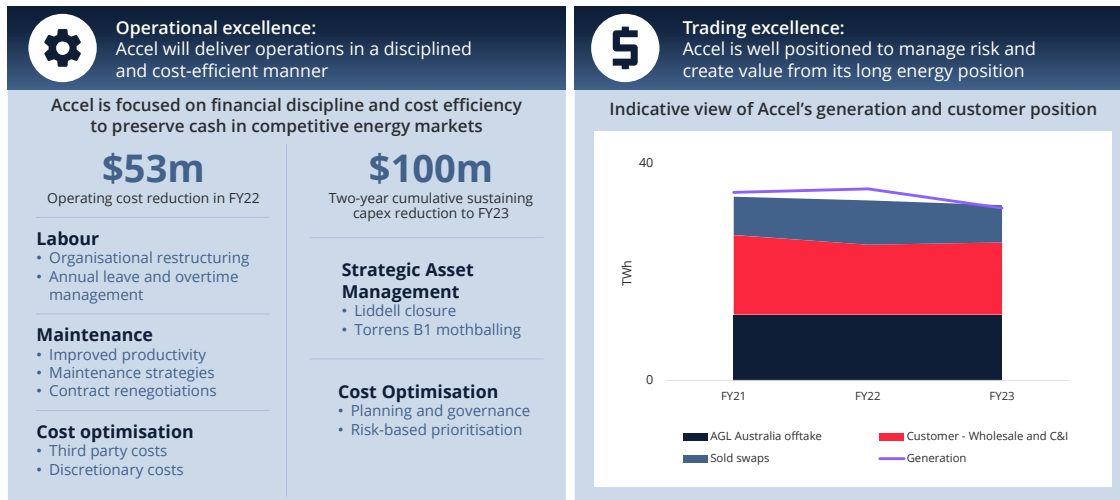 Operational excellence:
Accel will deliver operations in a disciplined
and cost-efficient manner
Accel is focused on financial discipline and cost efficiency
to preserve cash in competitive energy markets
$53m
Operating cost reduction in FY22
Labour
• Organisational restructuring
• Annual leave and overtime
management
Maintenance
• Improved productivity
• Maintenance strategies
• Contract renegotiations
Cost optimisation
• Third party costs
• Discretionary costs
$100m
Two-year cumulative sustaining
capex reduction to FY23
Strategic Asset
Management
• Liddell closure
• Torrens B1 mothballing
Cost Optimisation
• Planning and governance
• Risk-based prioritisation
Trading excellence:
Accel is well positioned to manage risk and
create value from its long energy position
Indicative view of Accel's generation and customer position
40
TWh
0
FY21 FY22 FY23
AGL Australia offtake Customer - Wholesale and C&I
Sold swaps Generation